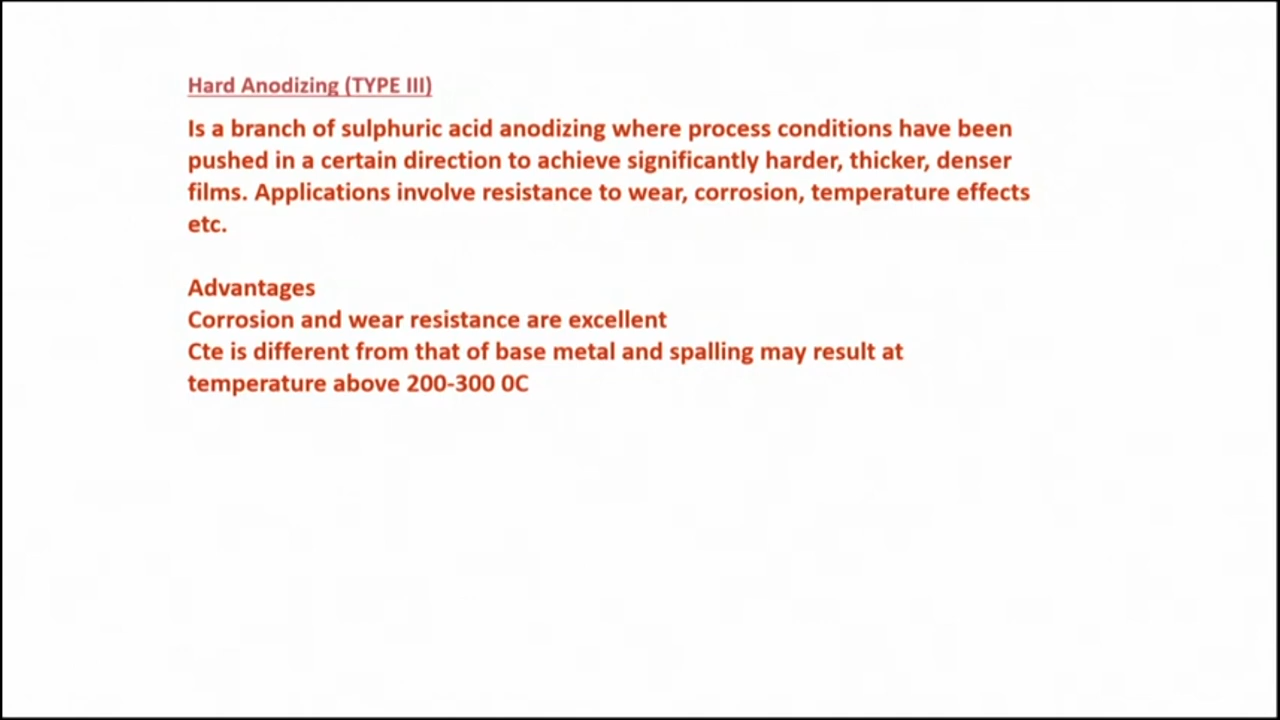 Hard Anodizing (TYPE III)
Is a branch of sulphuric acid anodizing where process conditions have been
pushed in a certain direction to achieve significantly harder, thicker, denser
films. Applications involve resistance to wear, corrosion, temperature effects
etc.
Advantages
Corrosion and wear resistance are excellent
Cte is different from that of base metal and spalling may result at
temperature above 200-300 0C